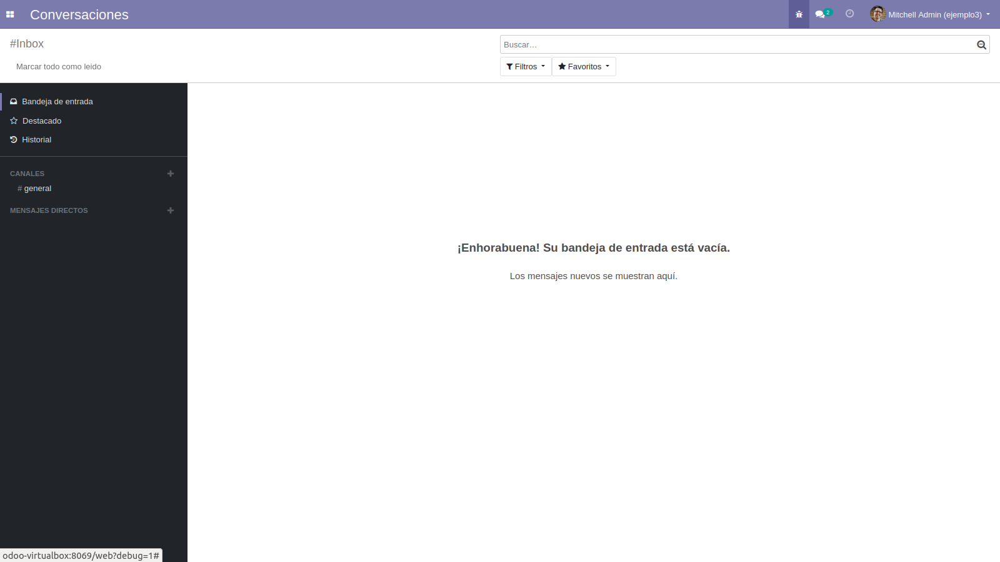 Conversaciones
2
Mitchell Admin (ejemplo3)
#Inbox
Buscar...
Marcar todo como leido
Filtros
Favoritos
Bandeja de entrada
Destacado
Historial
CANALES
# general
MENSAJES DIRECTOS
¡Enhorabuena! Su bandeja de entrada está vacía.
Los mensajes nuevos se muestran aquí.
odoo-virtualbox:8069/web?debug=1#